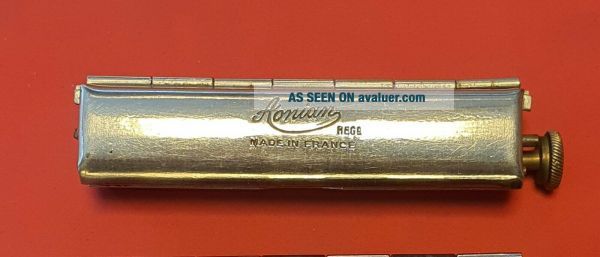 AS SEEN ON avaluer.com
Aonian
REGD
MADE IN FRANCE